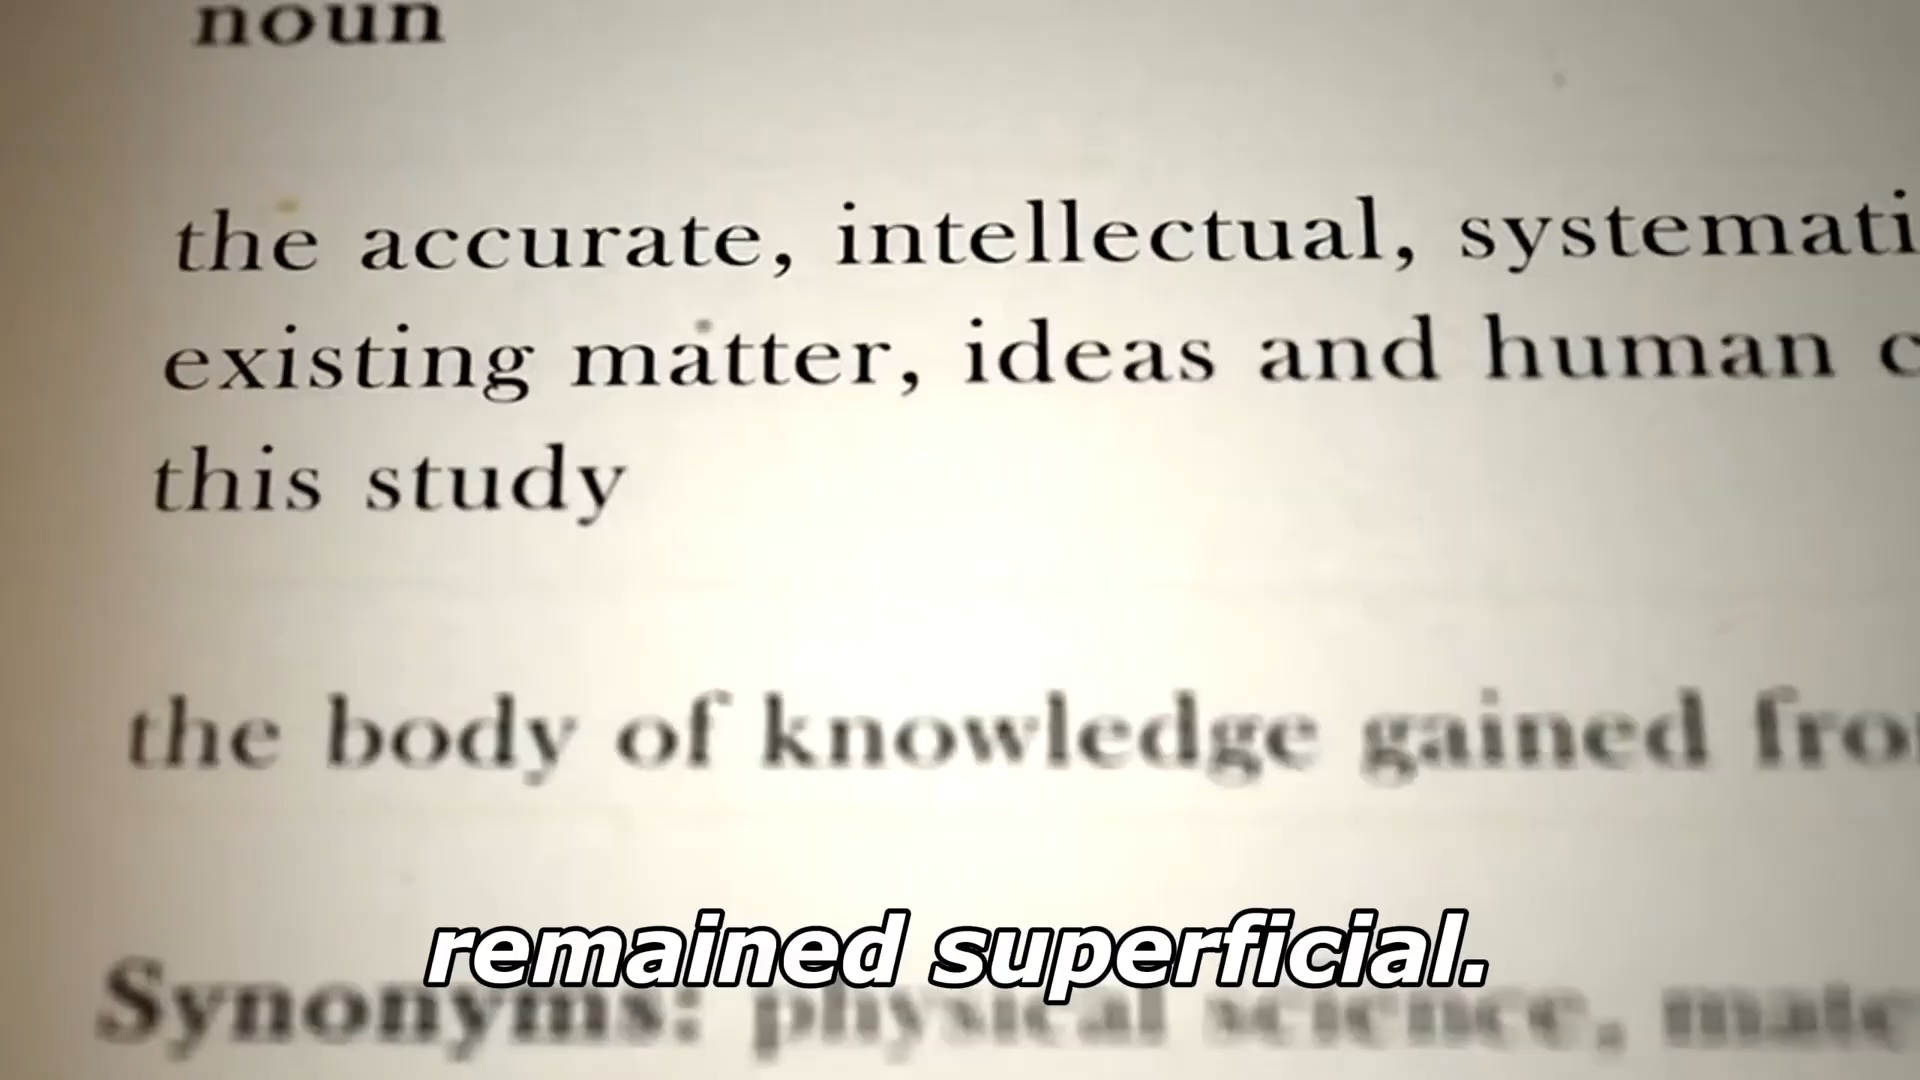 noun
the accurate, intellectual, systemati
existing matter, ideas and human c
this study
the body of knowledge gained fro
remained superficial.
Synonyms: physical science, mate